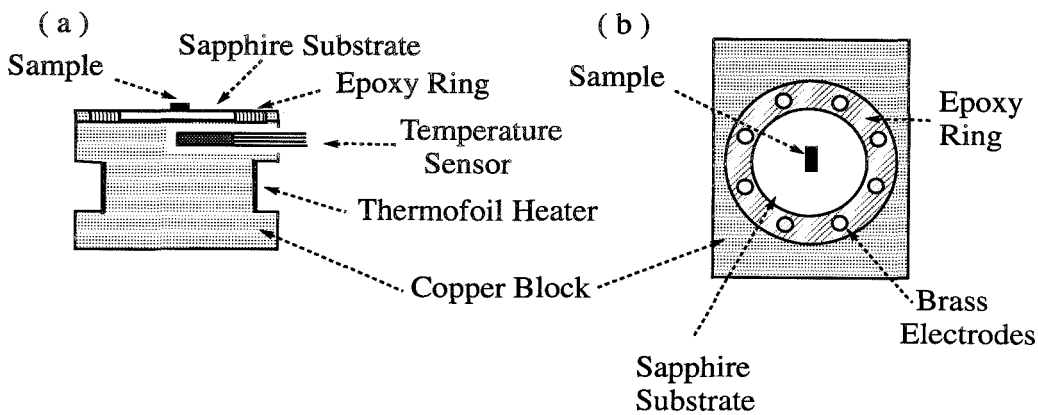 ( a )
Sapphire Substrate
Sample
Epoxy Ring
Temperature
Sensor
Thermofoil Heater
Copper Block
( b )
Sample
Epoxy
Ring
Brass
Electrodes
Sapphire
Substrate